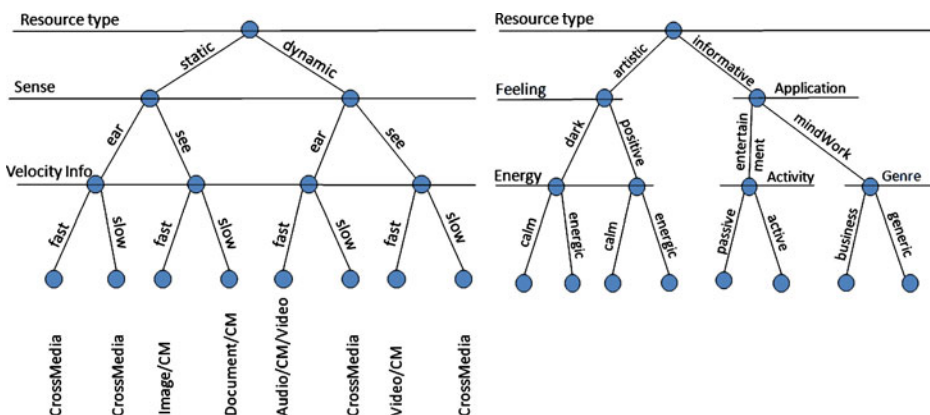 Resource type
static
dynamic
Sense
ear
see
ear
see
Velocity Info
fast
slow
fast
slow
fast
slow
fast
slow
CrossMedia
CrossMedia
Image/CM
Document/CM
Audio/CM/Video
CrossMedia
Video/CM
CrossMedia
Resource type
artistic
informative
Feeling
Application
dark
positive
entertain
ment
mindWork
Energy
Activity
Genre
calm
energic
calm
energic
passive
active
business
generic